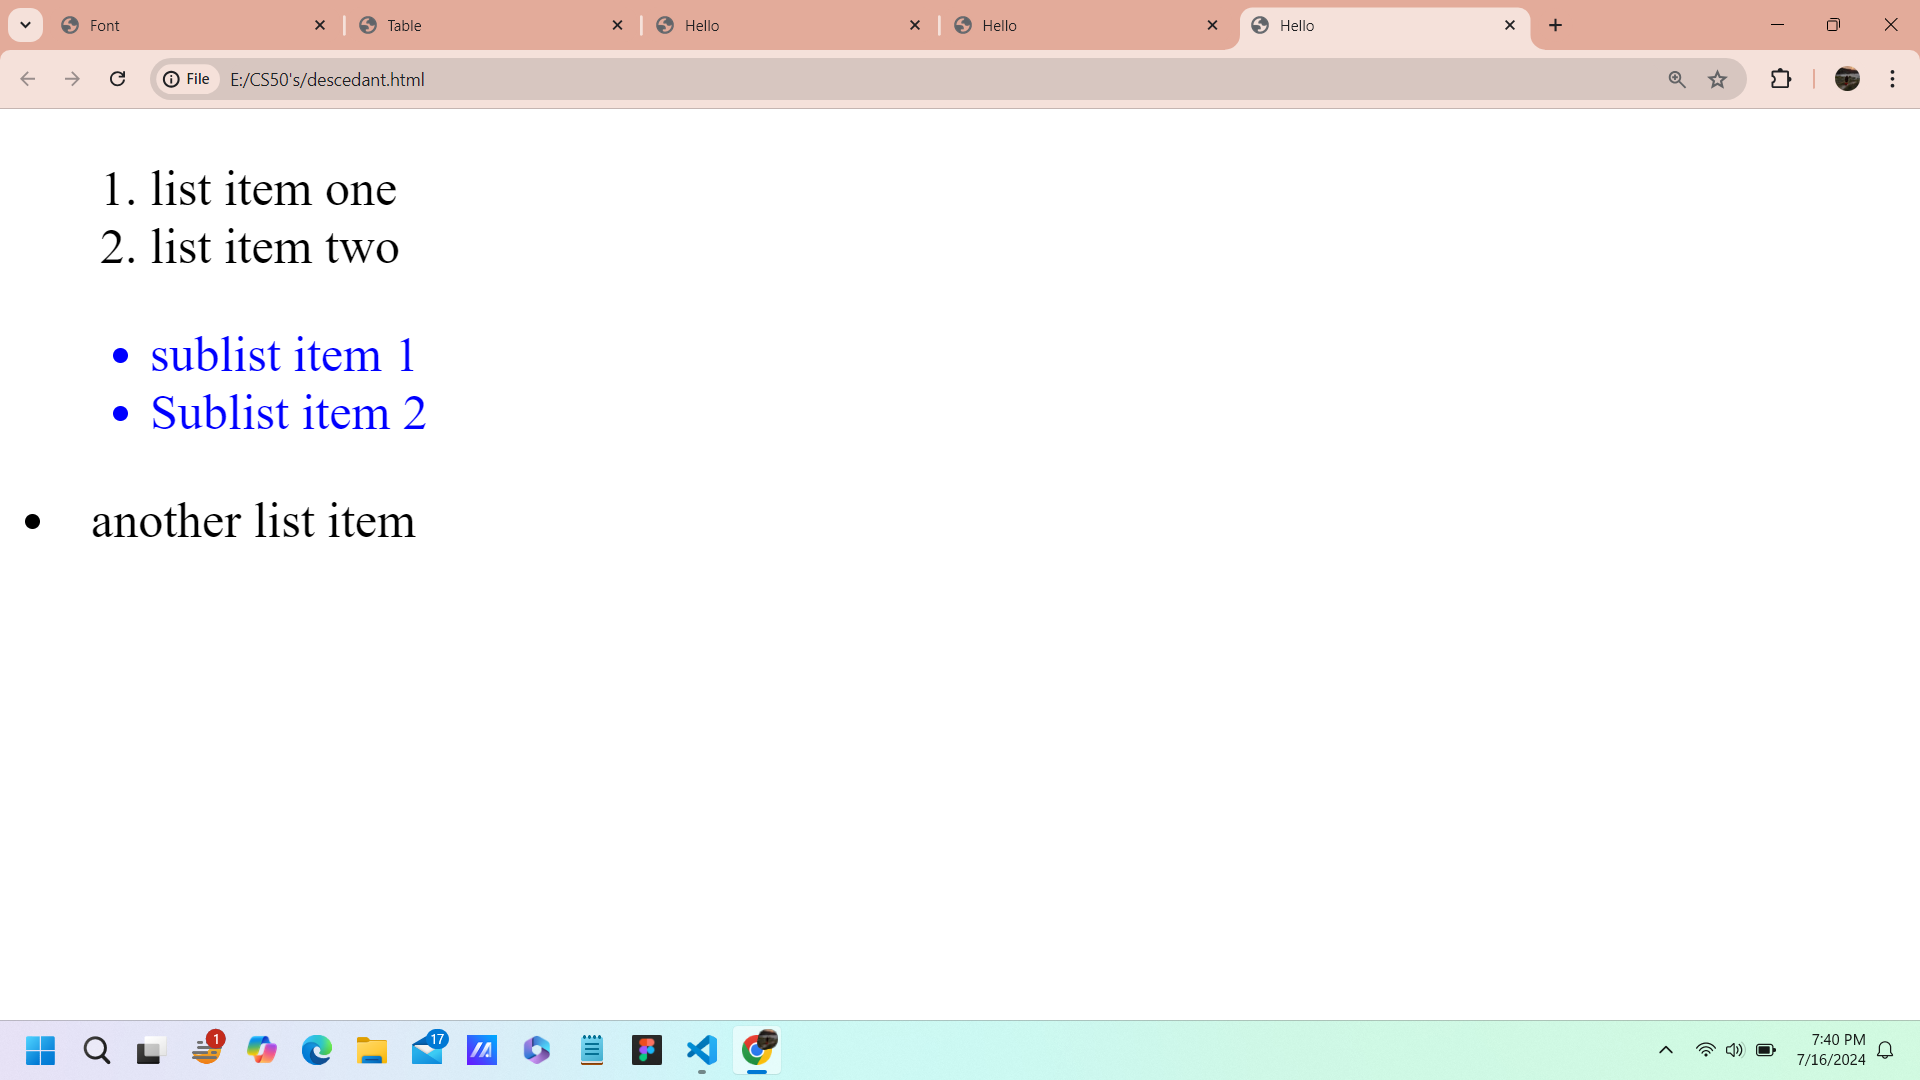 Font
Table
Hello
Hello
Hello
File
E:/CS50's/descedant.html
1. list item one
2. list item two
• sublist item 1
• Sublist item 2
• another list item
1
17
7:40 PM
7/16/2024